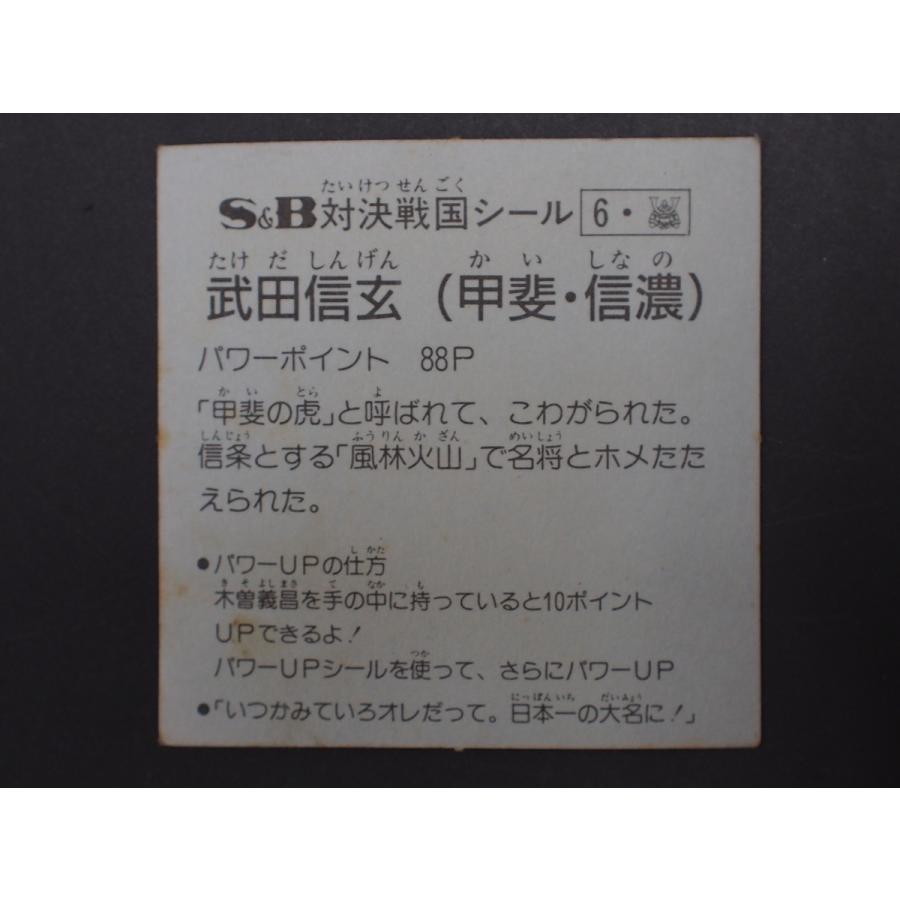 たいけつせんごく
S&B対決戦国シール 6・
たけだしんげん かい しなの
武田信玄(甲斐・信濃)
パワーポイント 88P
かい とら よ
「甲斐の虎」と呼ばれて、こわがられた。
しんじょう ふうりんかざん めいしょう
信条とする「風林火山」で名将とホメたた
えられた。
しかた
●パワーUPの仕方
きそよしまさ て なか も
木曽義昌を手の中に持っていると10ポイント
UPできるよ!
つか
パワーUPシールを使って、さらにパワーUP
にっぽんいち だいみょう
●「いつかみていろオレだって。日本一の大名に!」